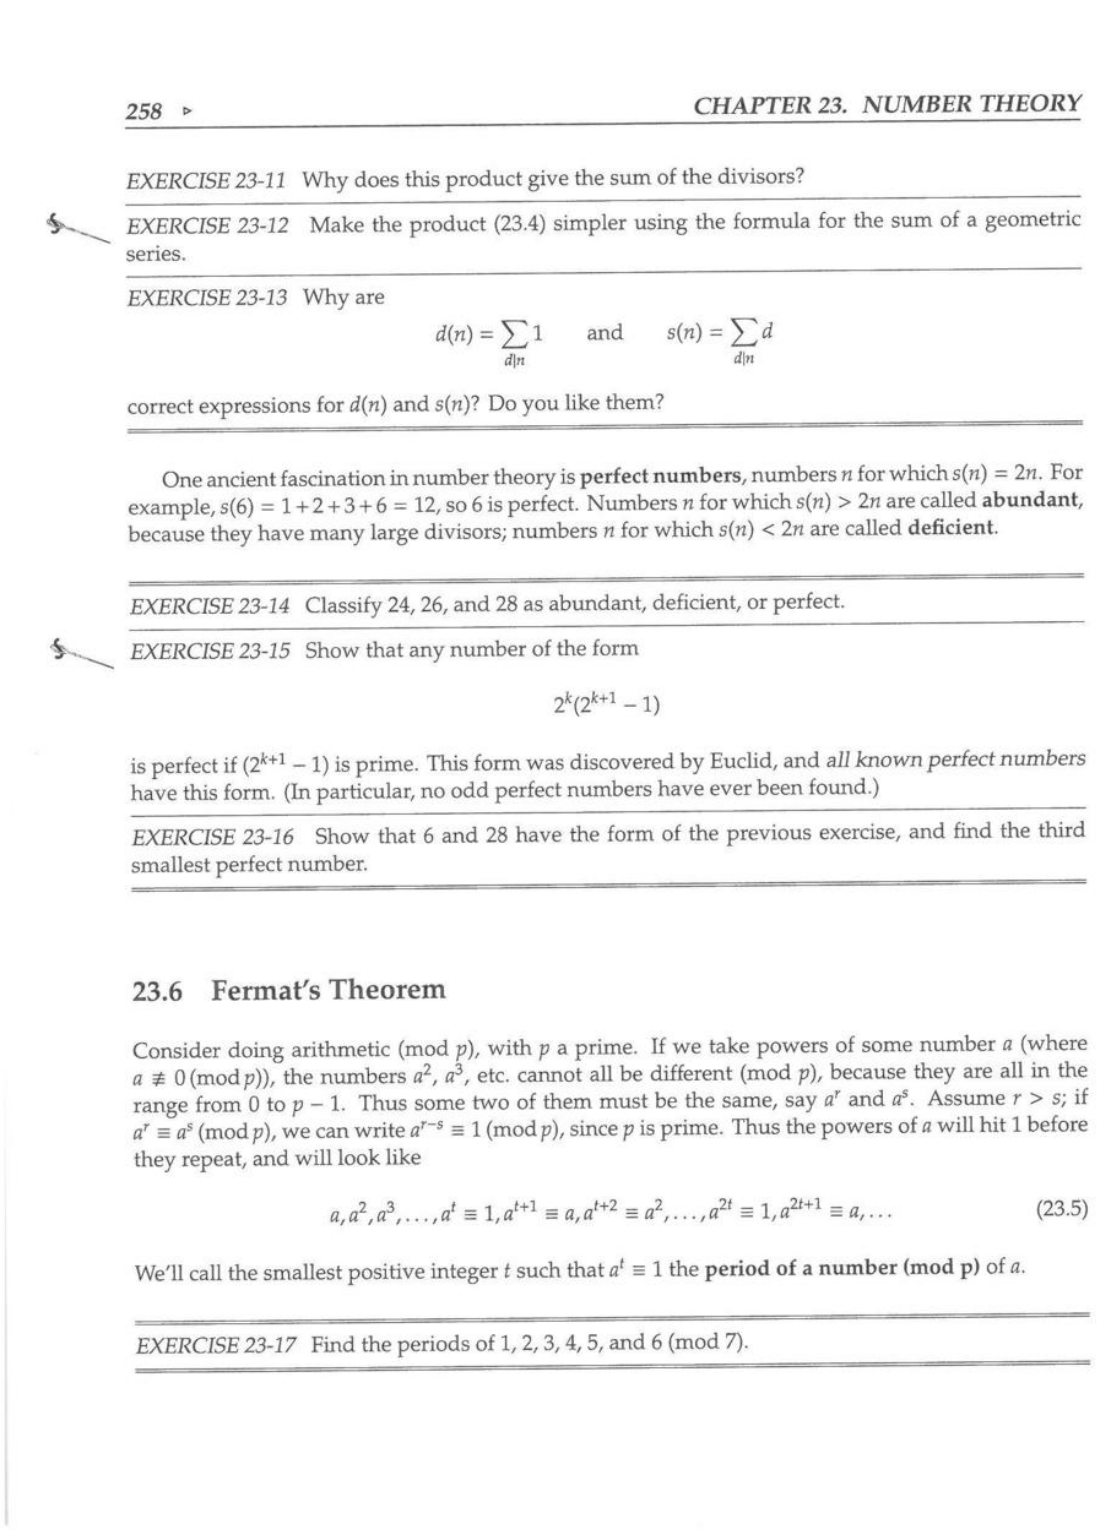 258 ▹ CHAPTER 23. NUMBER THEORY
EXERCISE 23-11 Why does this product give the sum of the divisors?
EXERCISE 23-12 Make the product (23.4) simpler using the formula for the sum of a geometric
series.
EXERCISE 23-13 Why are
d(n) = ∑_{d|n} 1 and s(n) = ∑_{d|n} d
correct expressions for d(n) and s(n)? Do you like them?
One ancient fascination in number theory is perfect numbers, numbers n for which s(n) = 2n. For
example, s(6) = 1+2+3+6 = 12, so 6 is perfect. Numbers n for which s(n) > 2n are called abundant,
because they have many large divisors; numbers n for which s(n) < 2n are called deficient.
EXERCISE 23-14 Classify 24, 26, and 28 as abundant, deficient, or perfect.
EXERCISE 23-15 Show that any number of the form
2^k(2^{k+1} − 1)
is perfect if (2^{k+1} − 1) is prime. This form was discovered by Euclid, and all known perfect numbers
have this form. (In particular, no odd perfect numbers have ever been found.)
EXERCISE 23-16 Show that 6 and 28 have the form of the previous exercise, and find the third
smallest perfect number.
23.6 Fermat's Theorem
Consider doing arithmetic (mod p), with p a prime. If we take powers of some number a (where
a ≢ 0 (mod p)), the numbers a², a³, etc. cannot all be different (mod p), because they are all in the
range from 0 to p − 1. Thus some two of them must be the same, say a^r and a^s. Assume r > s; if
a^r ≡ a^s (mod p), we can write a^{r−s} ≡ 1 (mod p), since p is prime. Thus the powers of a will hit 1 before
they repeat, and will look like
a, a², a³, . . . , a^t ≡ 1, a^{t+1} ≡ a, a^{t+2} ≡ a², . . . , a^{2t} ≡ 1, a^{2t+1} ≡ a, . . . (23.5)
We'll call the smallest positive integer t such that a^t ≡ 1 the period of a number (mod p) of a.
EXERCISE 23-17 Find the periods of 1, 2, 3, 4, 5, and 6 (mod 7).